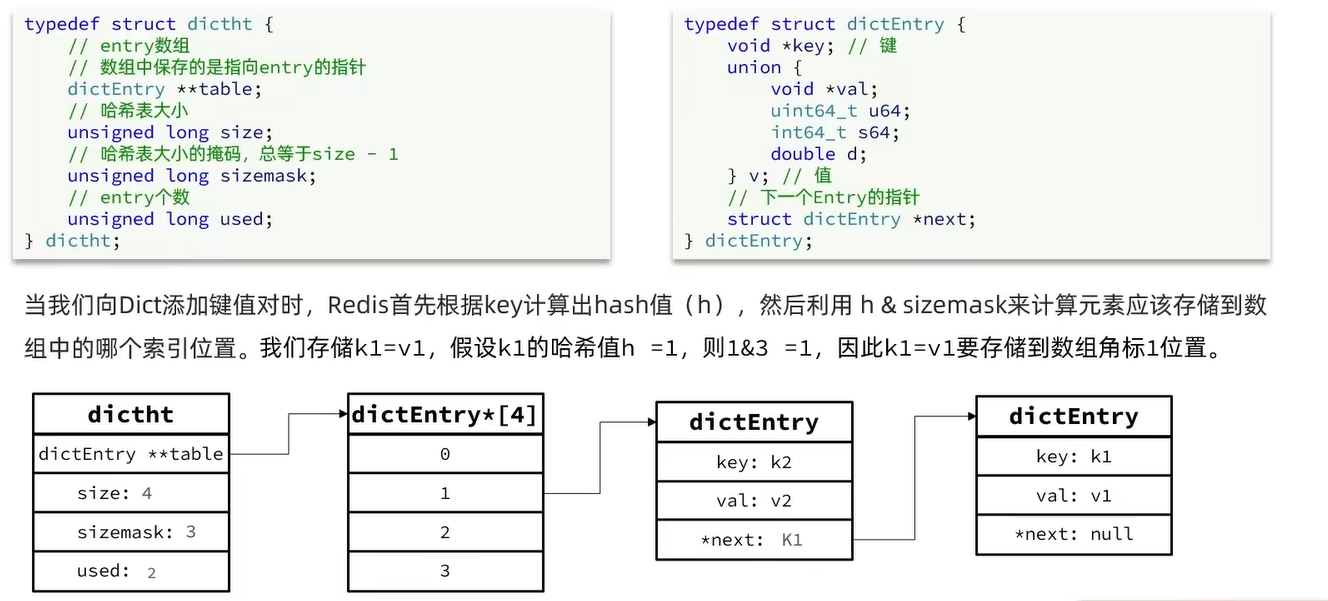 typedef struct dictht {
// entry数组
// 数组中保存的是指向entry的指针
dictEntry **table;
// 哈希表大小
unsigned long size;
// 哈希表大小的掩码，总等于size - 1
unsigned long sizemask;
// entry个数
unsigned long used;
} dictht;
typedef struct dictEntry {
void *key; // 键
union {
void *val;
uint64_t u64;
int64_t s64;
double d;
} v; // 值
// 下一个Entry的指针
struct dictEntry *next;
} dictEntry;
当我们向Dict添加键值对时，Redis首先根据key计算出hash值（h），然后利用 h & sizemask来计算元素应该存储到数
组中的哪个索引位置。我们存储k1=v1，假设k1的哈希值h =1，则1&3 =1，因此k1=v1要存储到数组角标1位置。
dictht
dictEntry **table
size: 4
sizemask: 3
used: 2
dictEntry*[4]
0
1
2
3
dictEntry
key: k2
val: v2
*next: K1
dictEntry
key: k1
val: v1
*next: null